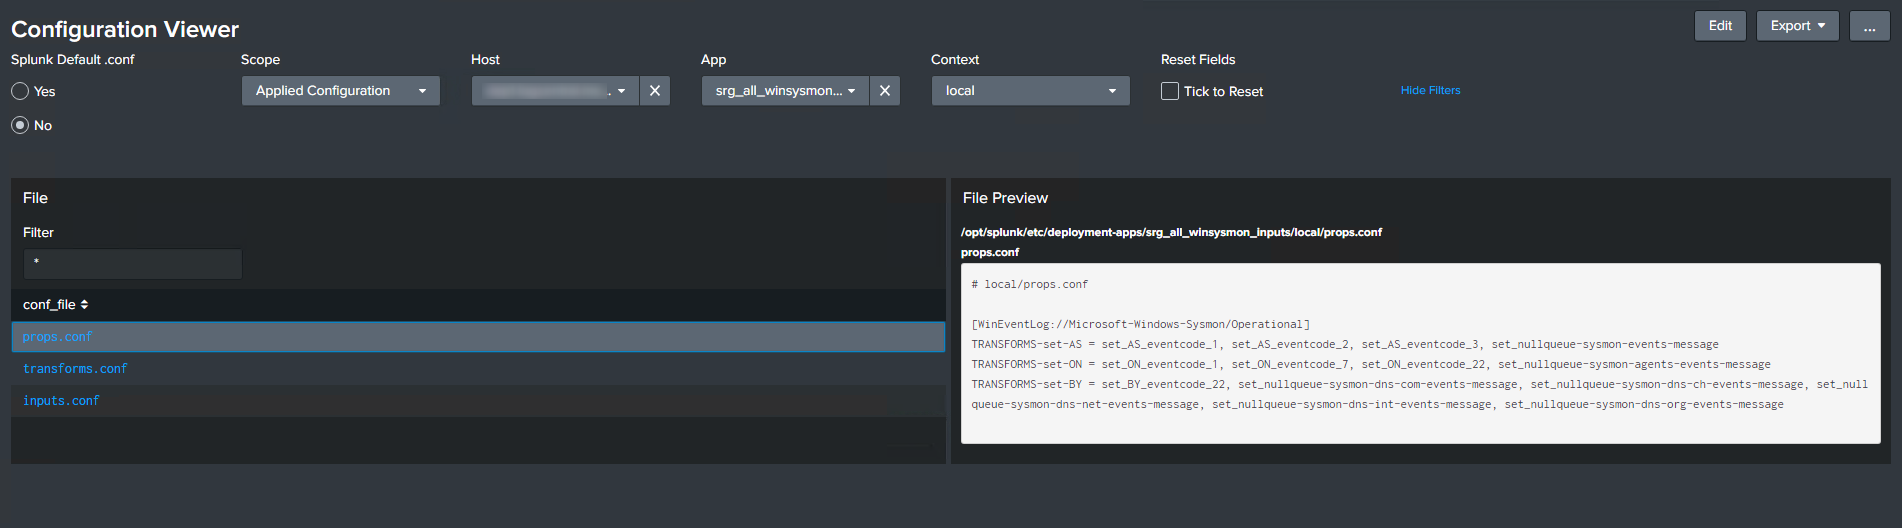 Configuration Viewer
Edit
Export
...
Splunk Default .conf
Scope
Host
App
Context
Reset Fields
Yes
Applied Configuration
srg_all_winsysmon...
local
Tick to Reset
Hide Filters
No
File
Filter
*
conf_file
props.conf
transforms.conf
inputs.conf
File Preview
/opt/splunk/etc/deployment-apps/srg_all_winsysmon_inputs/local/props.conf
props.conf
# local/props.conf
[WinEventLog://Microsoft-Windows-Sysmon/Operational]
TRANSFORMS-set-AS = set_AS_eventcode_1, set_AS_eventcode_2, set_AS_eventcode_3, set_nullqueue-sysmon-events-message
TRANSFORMS-set-ON = set_ON_eventcode_1, set_ON_eventcode_7, set_ON_eventcode_22, set_nullqueue-sysmon-agents-events-message
TRANSFORMS-set-BY = set_BY_eventcode_22, set_nullqueue-sysmon-dns-com-events-message, set_nullqueue-sysmon-dns-ch-events-message, set_null
queue-sysmon-dns-net-events-message, set_nullqueue-sysmon-dns-int-events-message, set_nullqueue-sysmon-dns-org-events-message